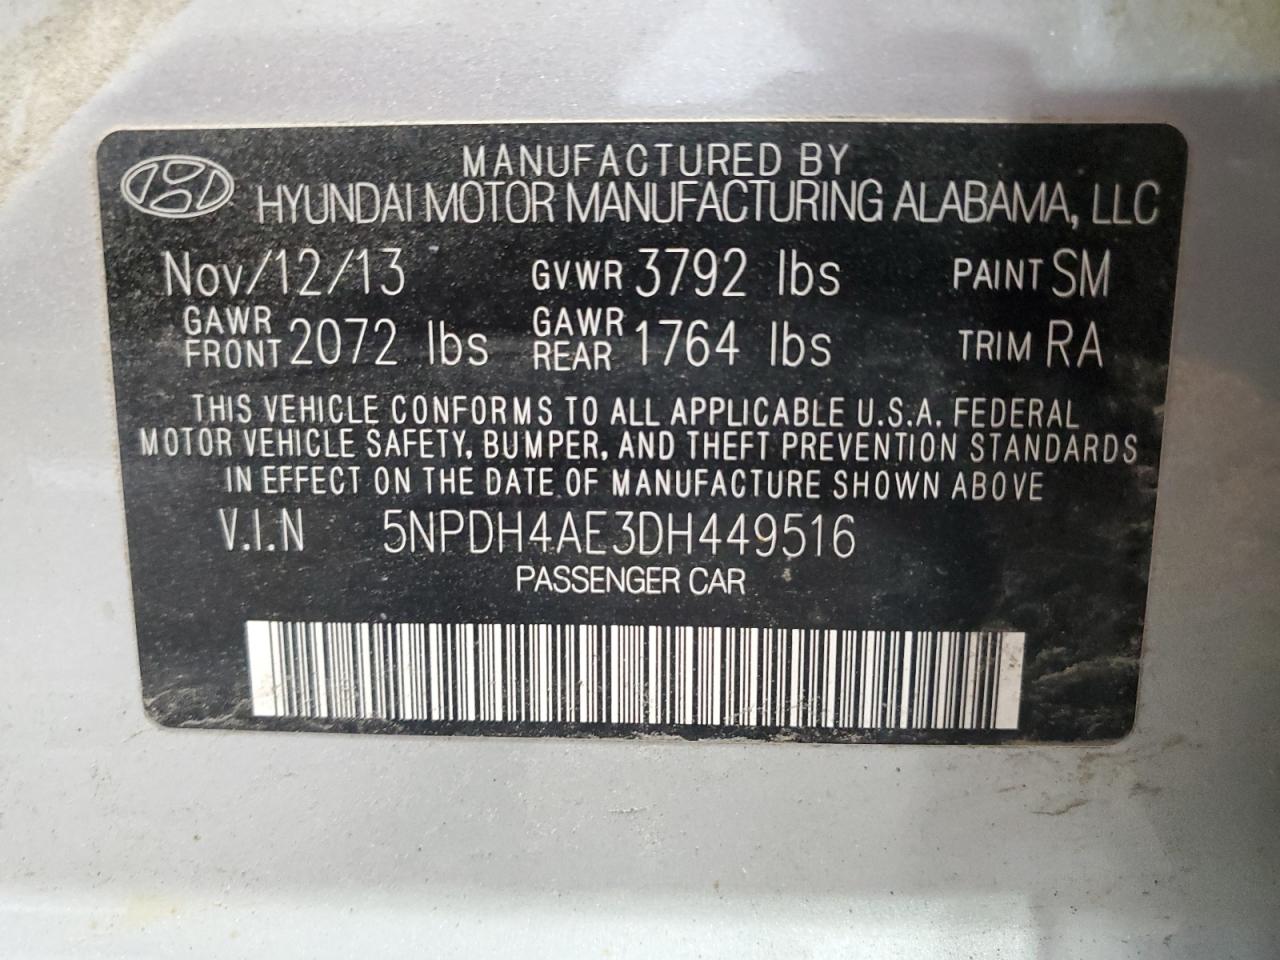 MANUFACTURED BY
HYUNDAI MOTOR MANUFACTURING ALABAMA, LLC
Nov/12/13 GVWR 3792 lbs PAINT SM
GAWR FRONT 2072 lbs GAWR REAR 1764 lbs TRIM RA
THIS VEHICLE CONFORMS TO ALL APPLICABLE U.S.A. FEDERAL
MOTOR VEHICLE SAFETY, BUMPER, AND THEFT PREVENTION STANDARDS
IN EFFECT ON THE DATE OF MANUFACTURE SHOWN ABOVE
V.I.N 5NPDH4AE3DH449516
PASSENGER CAR